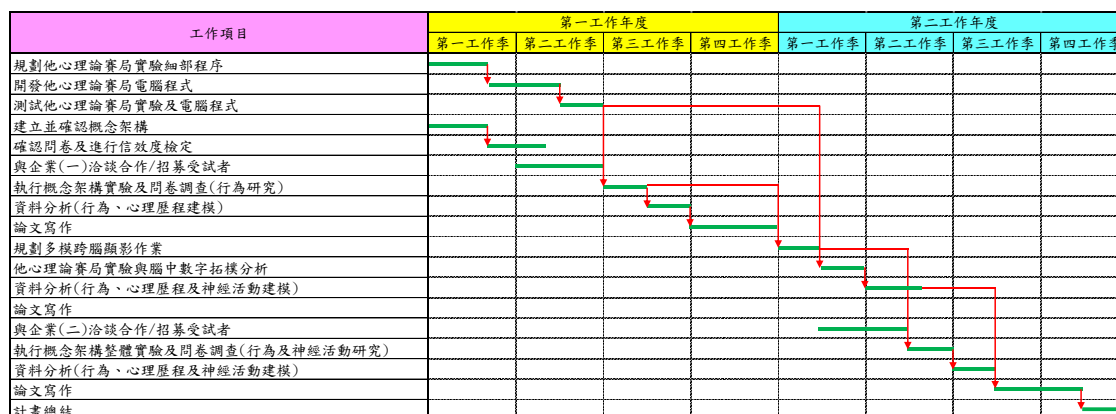 工作項目
第一工作年度
第二工作年度
第一工作季
第二工作季
第三工作季
第四工作季
第一工作季
第二工作季
第三工作季
第四工作季
規劃他心理論賽局實驗細部程序
開發他心理論賽局電腦程式
測試他心理論賽局實驗及電腦程式
建立並確認概念架構
確認問卷及進行信效度檢定
與企業(一)洽談合作/招募受試者
執行概念架構實驗及問卷調查(行為研究)
資料分析(行為、心理歷程建模)
論文寫作
規劃多模跨腦顯影作業
他心理論賽局實驗與腦中數字拓樸分析
資料分析(行為、心理歷程及神經活動建模)
論文寫作
與企業(二)洽談合作/招募受試者
執行概念架構整體實驗及問卷調查(行為及神經活動研究)
資料分析(行為、心理歷程及神經活動建模)
論文寫作
計畫總結